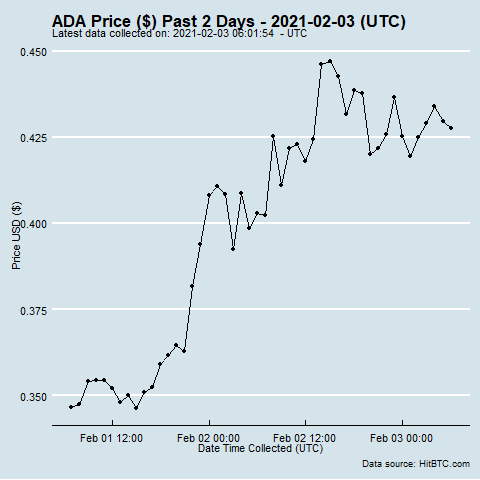 ADA Price ($) Past 2 Days - 2021-02-03 (UTC)
Latest data collected on: 2021-02-03 06:01:54  - UTC
0.450
0.425
0.400
0.375
0.350
Price USD ($)
Feb 01 12:00 Feb 02 00:00 Feb 02 12:00 Feb 03 00:00
Date Time Collected (UTC)
Data source: HitBTC.com